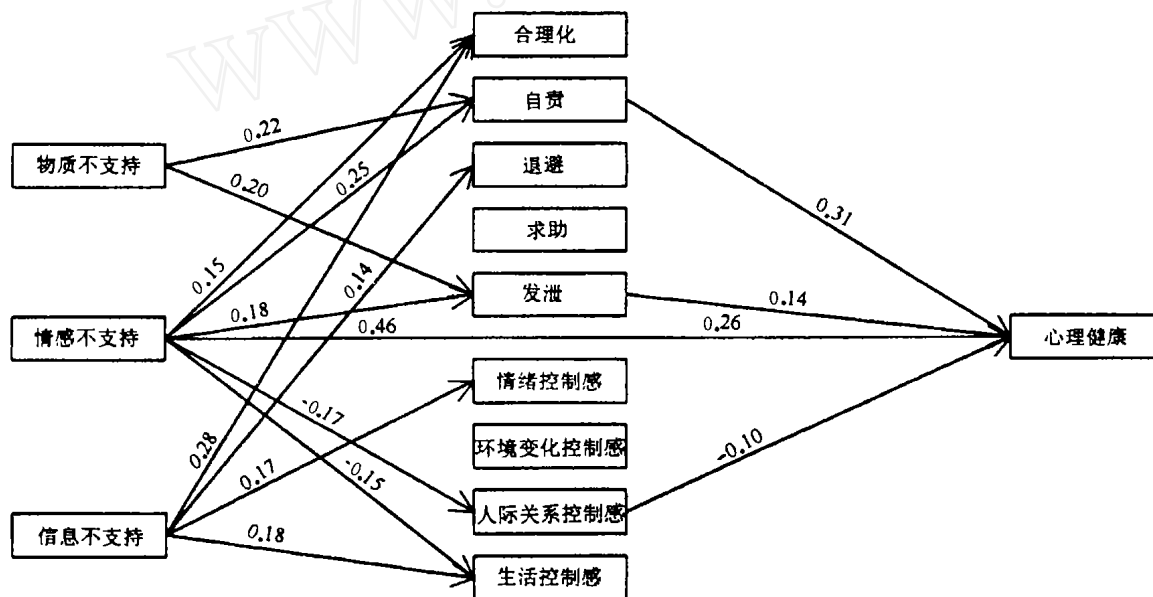 www.
合理化
自责
0.22
物质不支持
退避
0.25
0.20
0.31
求助
0.15
0.14
发泄
0.14
0.18
情感不支持
0.46
0.26
心理健康
情绪控制感
-0.17
环境变化控制感
0.28
-0.10
0.17
-0.15
人际关系控制感
信息不支持
0.18
生活控制感